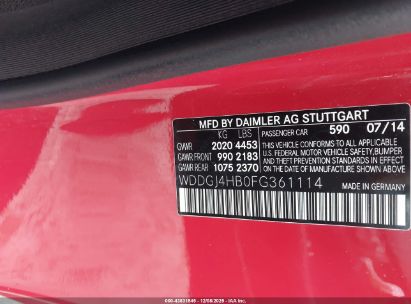 MFD BY DAIMLER AG STUTTGART
KG LBS 590 07/14
GVWR 2020 4453
GAWR FRONT 990 2183
GAWR REAR 1075 2370
THIS VEHICLE CONFORMS TO ALL APPLICABLE
U.S. FEDERAL MOTOR VEHICLE SAFETY, BUMPER
AND THEFT PREVENTION STANDARDS IN EFFECT
ON THE DATE OF MANUFACTURE SHOWN ABOVE.
WDDGJ4HB0FG361114
MADE IN GERMANY